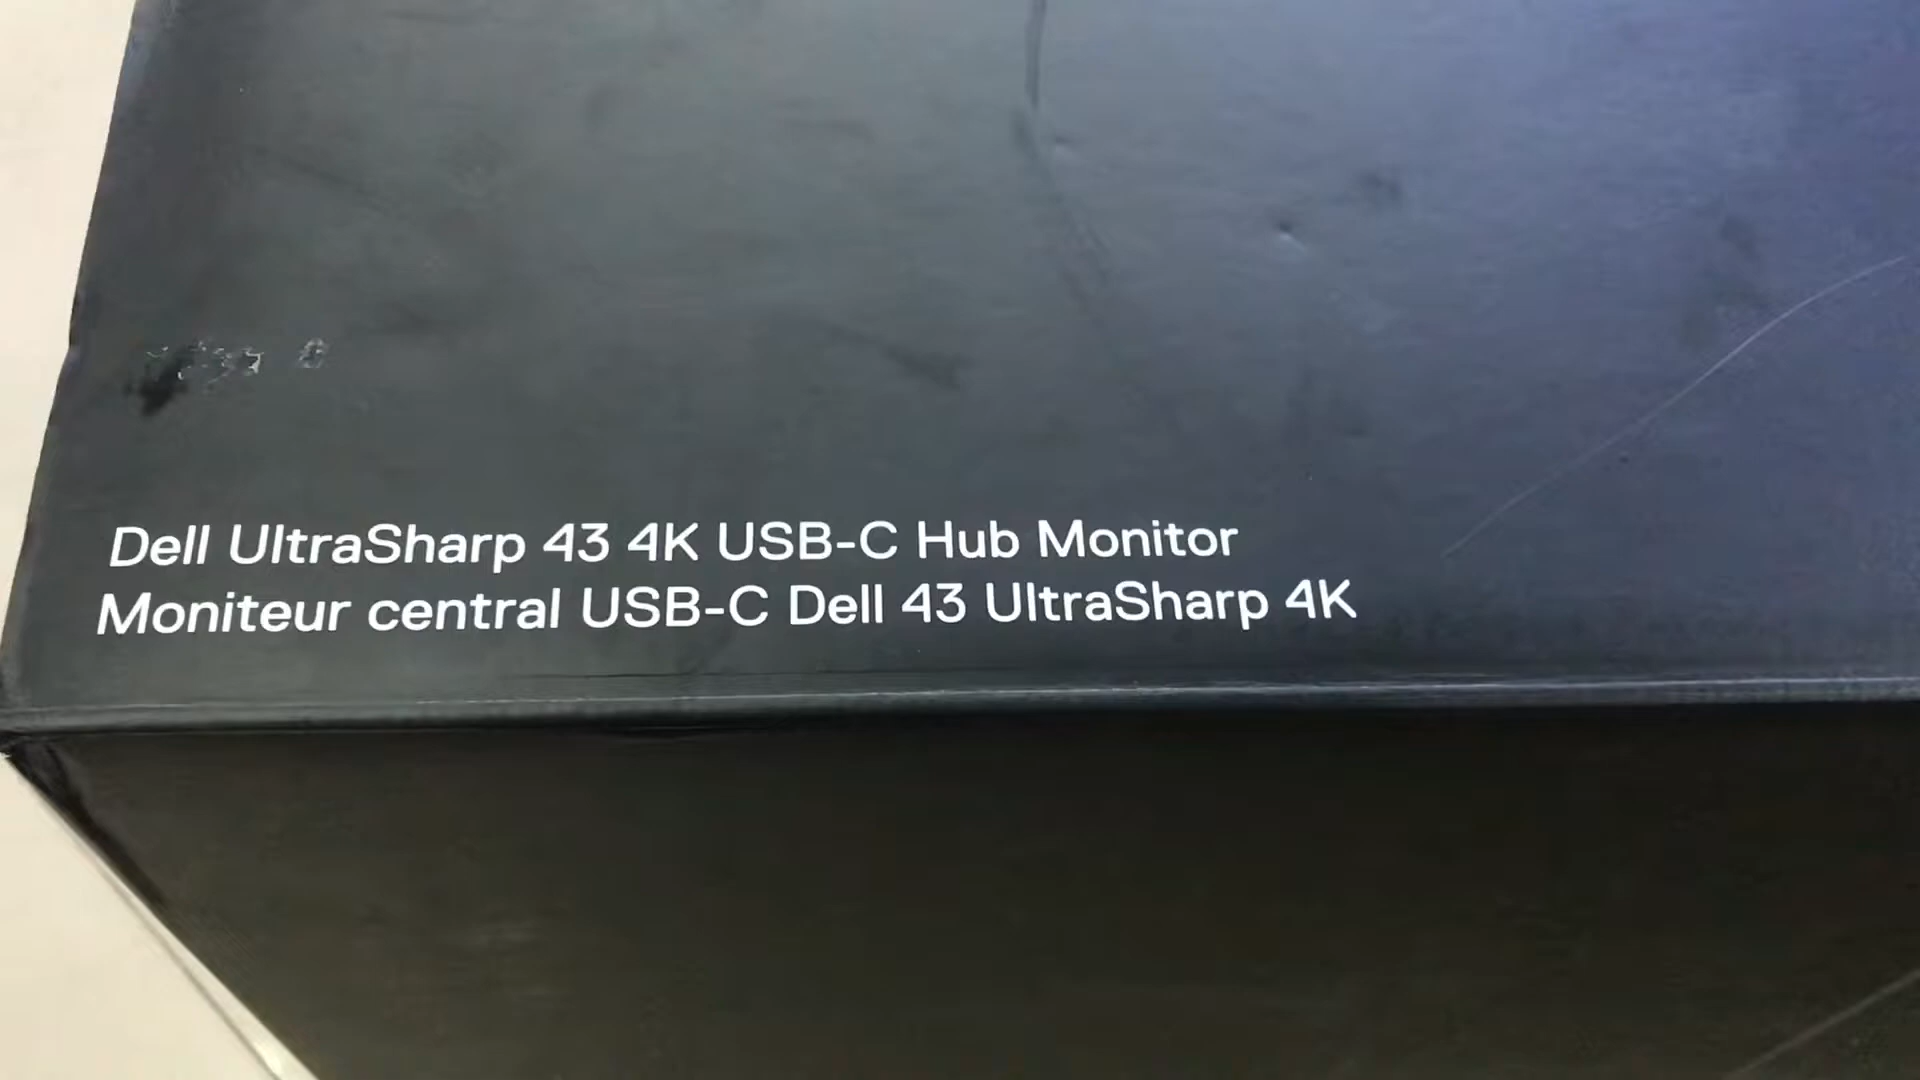 Dell UltraSharp 43 4K USB-C Hub Monitor
Moniteur central USB-C Dell 43 UltraSharp 4K